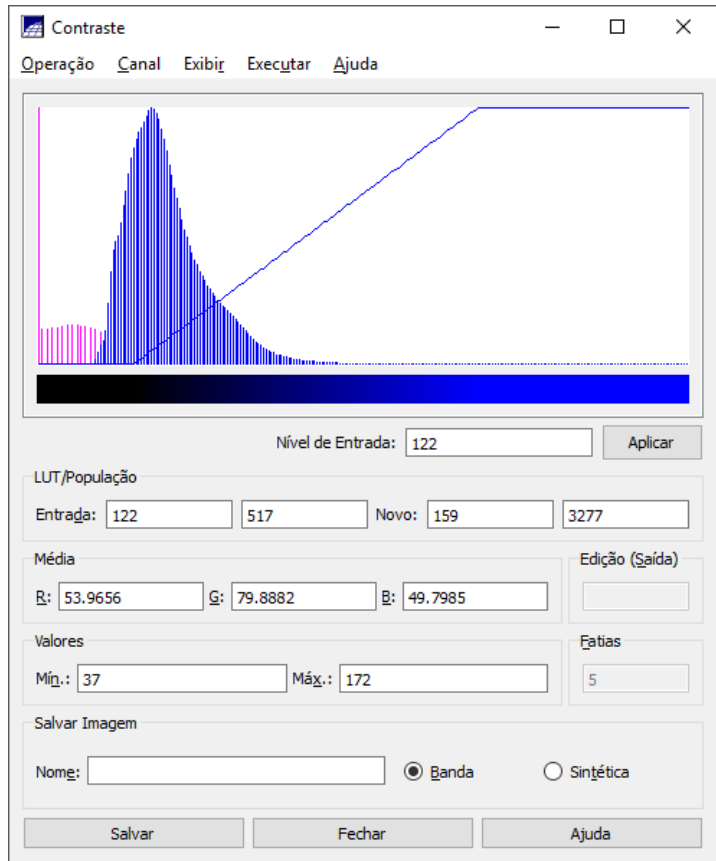 Contraste
Operação Canal Exibir Executar Ajuda
Nível de Entrada: 122 Aplicar
LUT/População
Entrada: 122 517 Novo: 159 3277
Média Edição (Saída)
R: 53.9656 G: 79.8882 B: 49.7985
Valores Fatias
Mín.: 37 Máx.: 172 5
Salvar Imagem
Nome: Banda Sintética
Salvar Fechar Ajuda